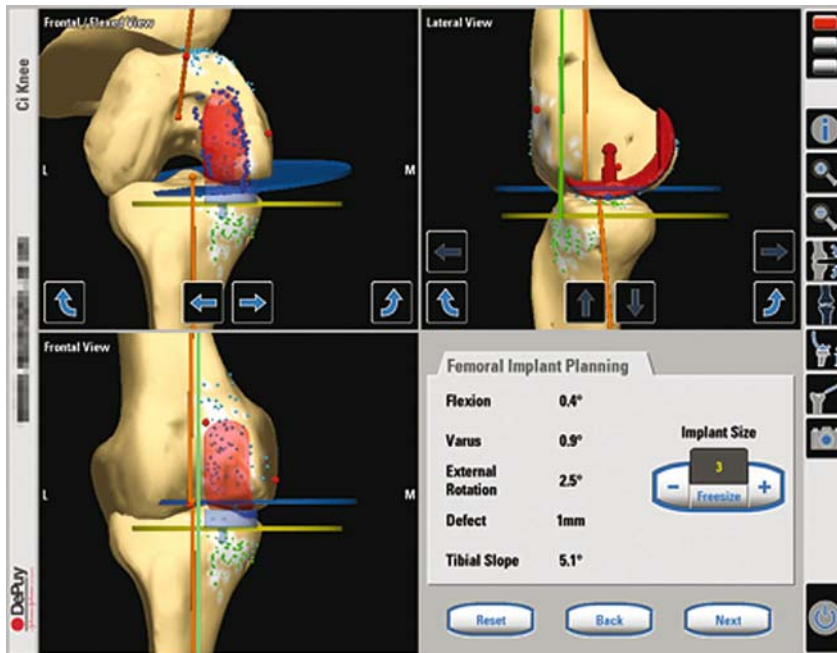 Ci Knee
Frontal / Flexed View
L
M
Lateral View
Frontal View
L
M
Femoral Implant Planning
Flexion 0.4°
Varus 0.9°
External
Rotation 2.5°
Defect 1mm
Tibial Slope 5.1°
Implant Size
3
− Freesize +
Reset Back Next
DePuy
i